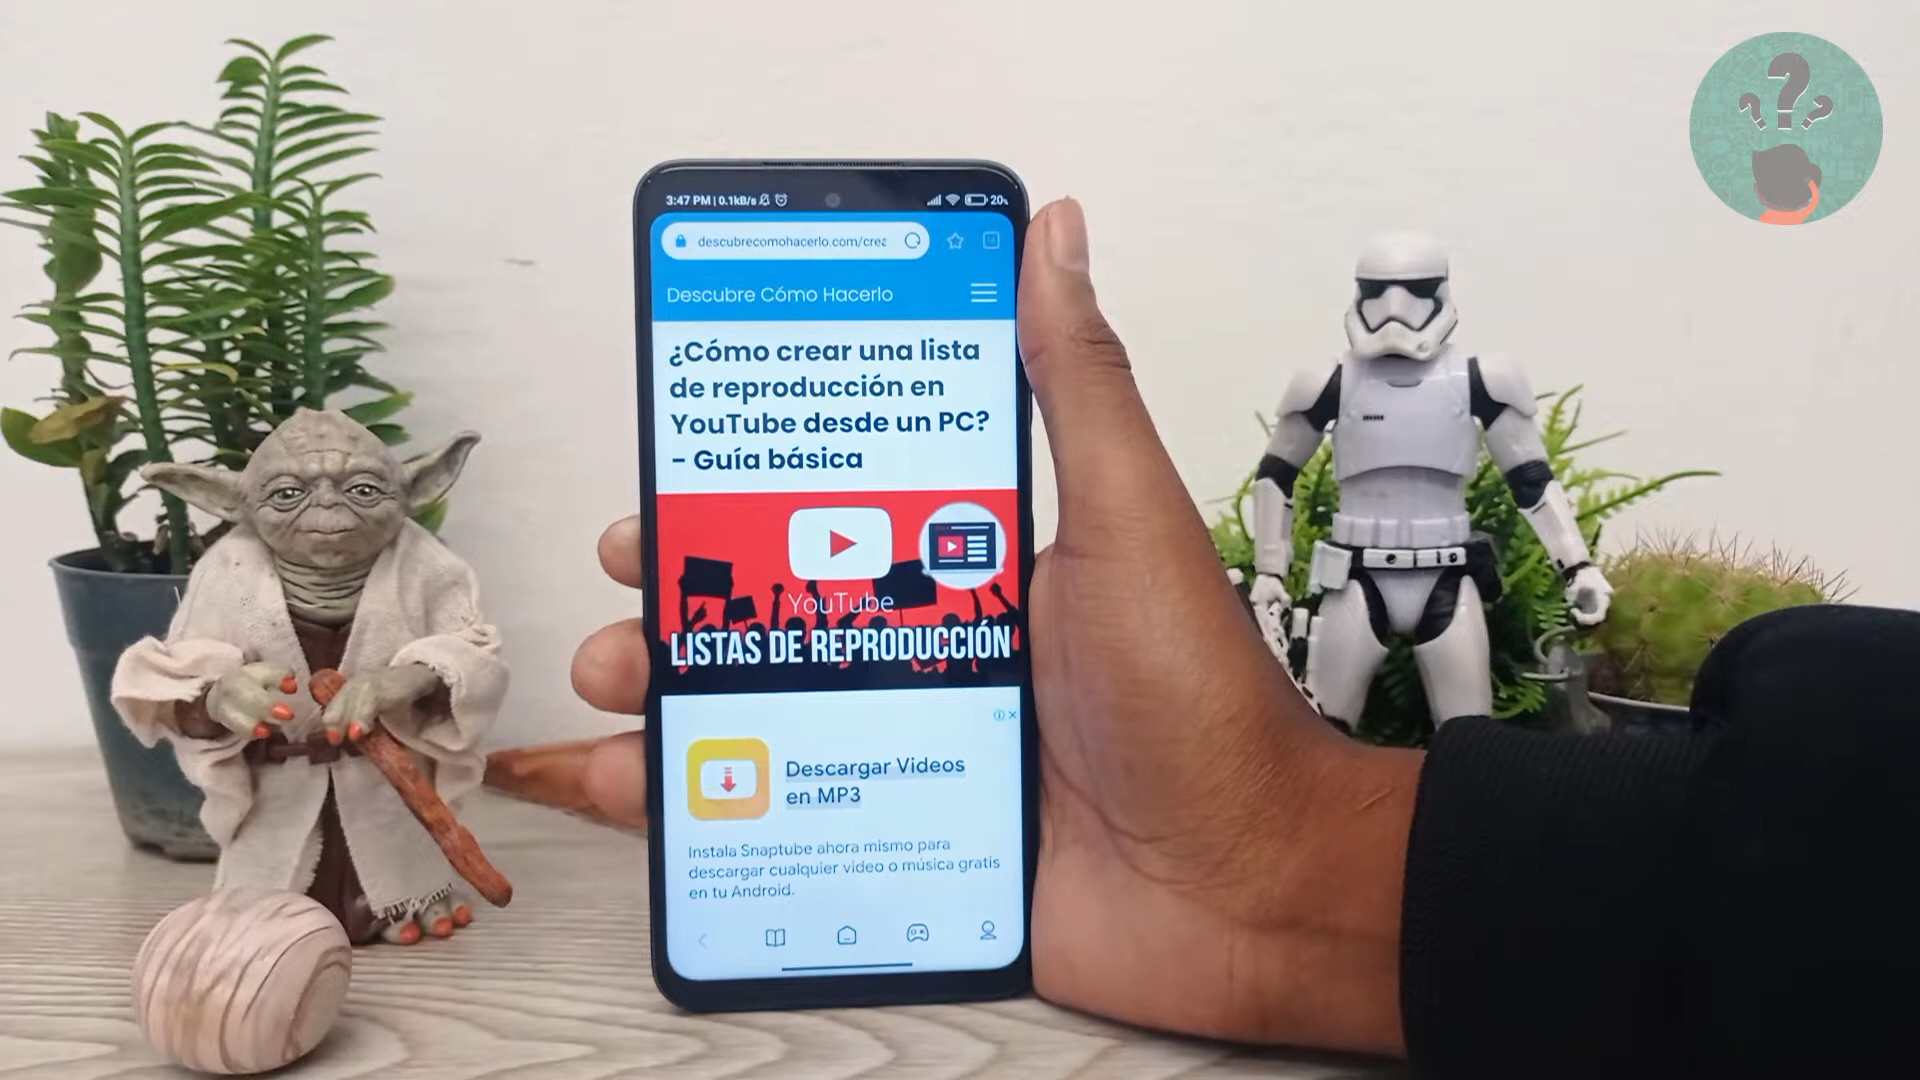 3:47 PM | 0.1kB/s
20
descubrecomohacerlo.com/crea
Descubre Cómo Hacerlo
¿Cómo crear una lista
de reproducción en
YouTube desde un PC?
- Guía básica
YouTube
LISTAS DE REPRODUCCIÓN
Descargar Videos
en MP3
Instala Snaptube ahora mismo para
descargar cualquier video o música gratis
en tu Android.